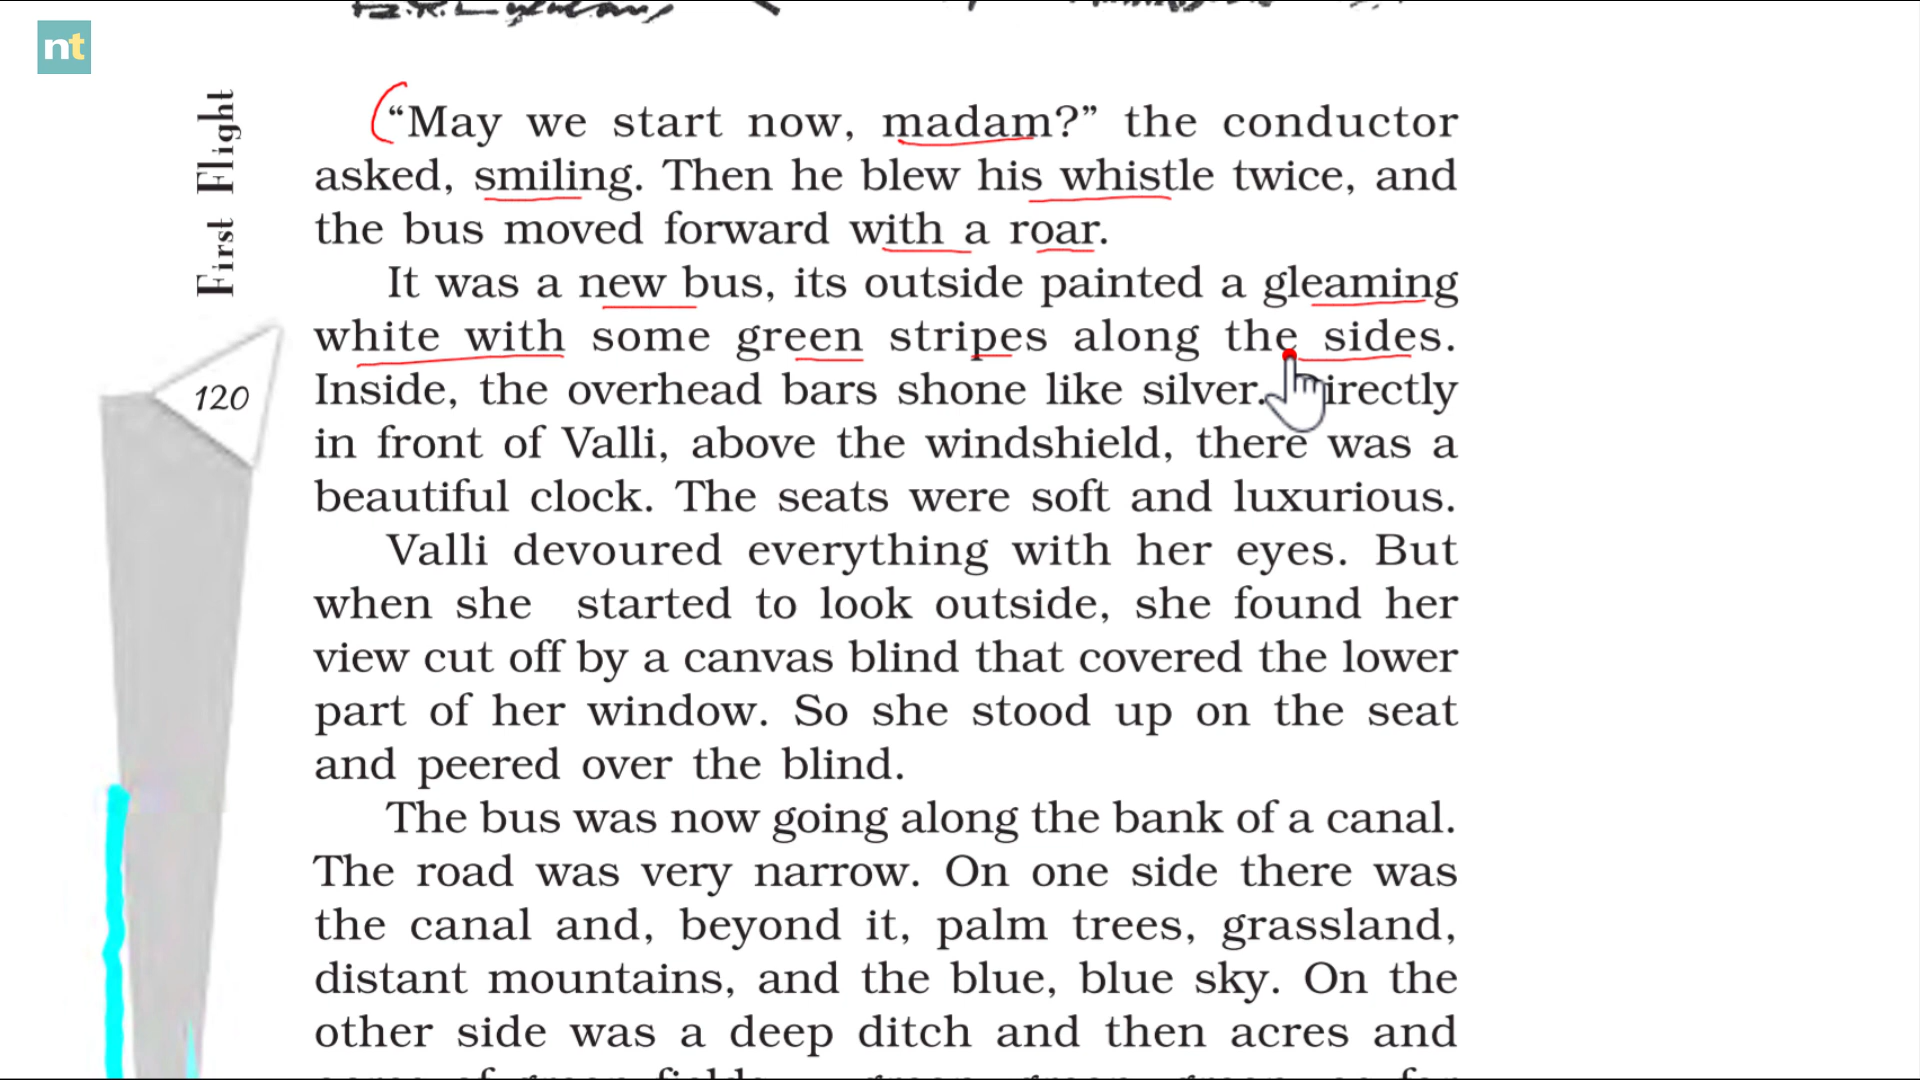 nt
First Flight
120
“May we start now, madam?” the conductor
asked, smiling. Then he blew his whistle twice, and
the bus moved forward with a roar.
It was a new bus, its outside painted a gleaming
white with some green stripes along the sides.
Inside, the overhead bars shone like silver. Directly
in front of Valli, above the windshield, there was a
beautiful clock. The seats were soft and luxurious.
Valli devoured everything with her eyes. But
when she started to look outside, she found her
view cut off by a canvas blind that covered the lower
part of her window. So she stood up on the seat
and peered over the blind.
The bus was now going along the bank of a canal.
The road was very narrow. On one side there was
the canal and, beyond it, palm trees, grassland,
distant mountains, and the blue, blue sky. On the
other side was a deep ditch and then acres and